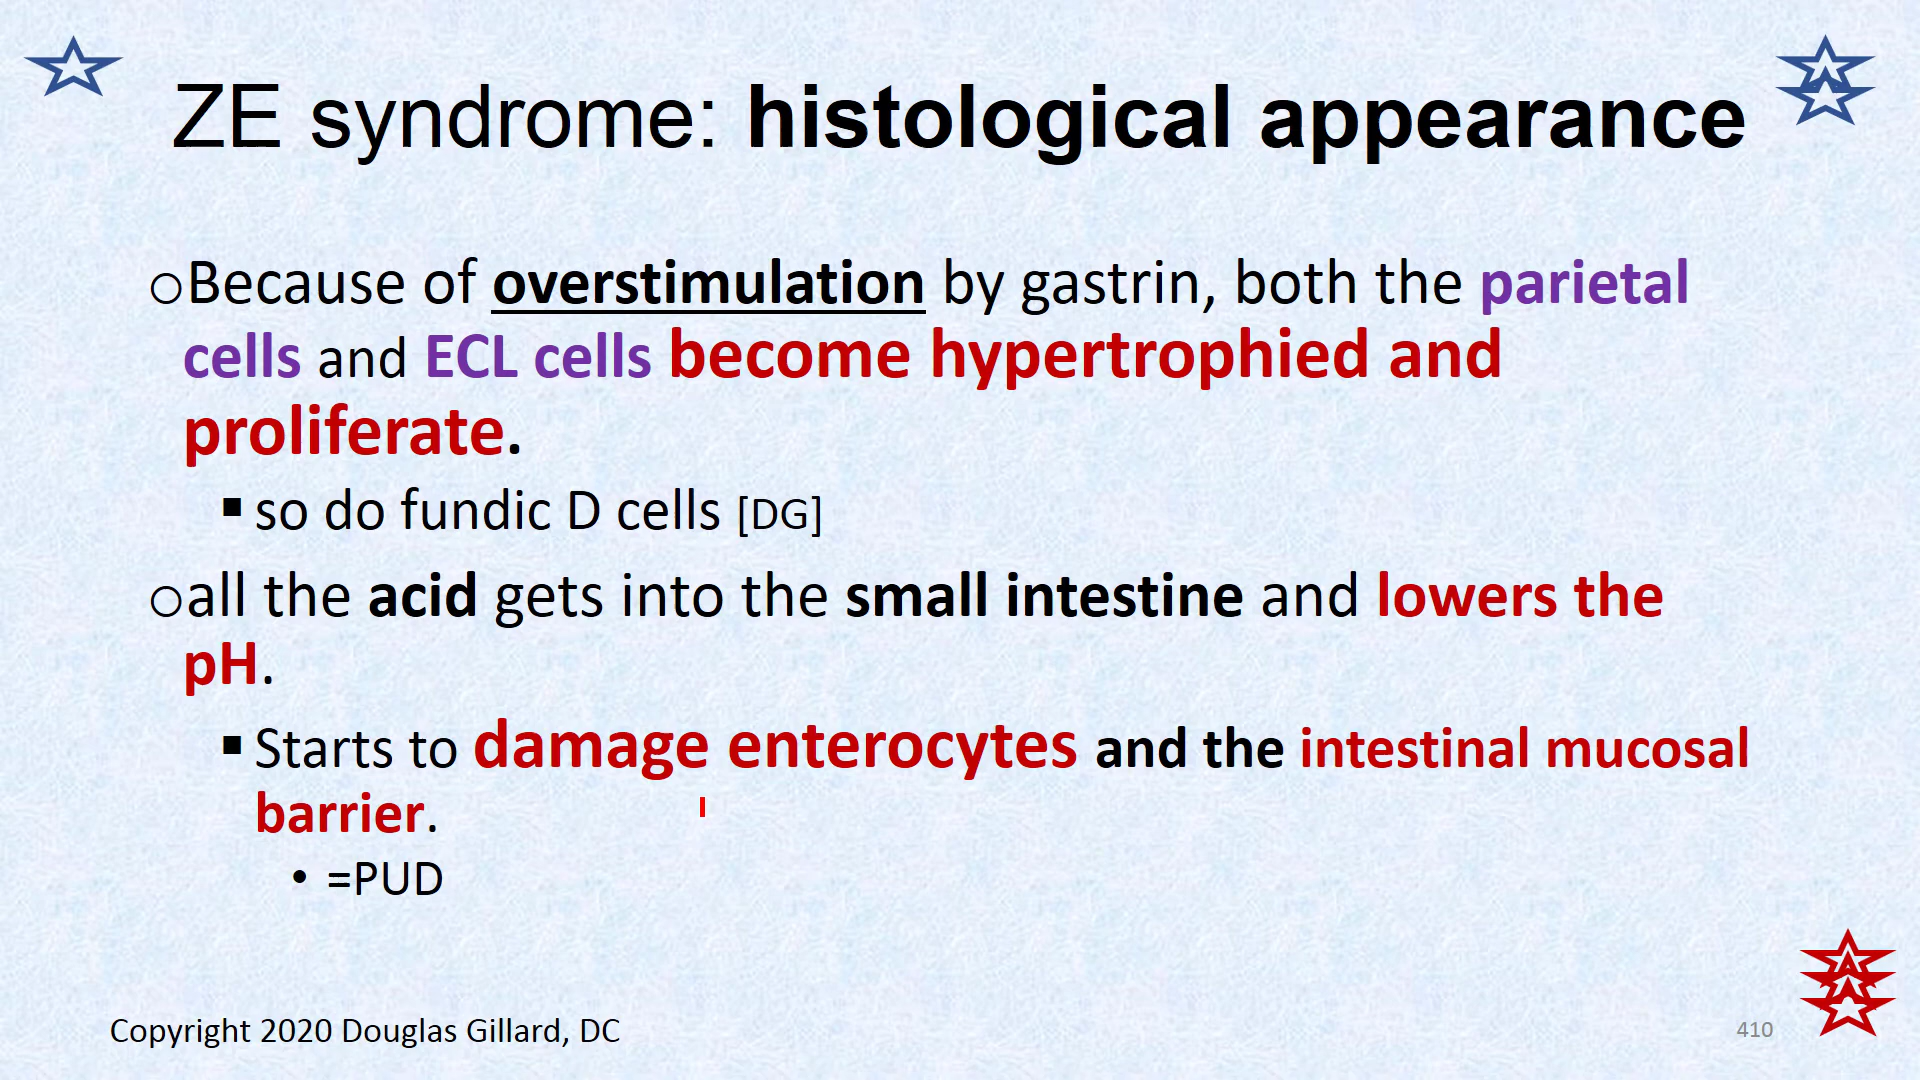 ZE syndrome: histological appearance
oBecause of overstimulation by gastrin, both the parietal
cells and ECL cells become hypertrophied and
proliferate.
▪ so do fundic D cells [DG]
oall the acid gets into the small intestine and lowers the
pH.
▪ Starts to damage enterocytes and the intestinal mucosal
barrier.
• =PUD
Copyright 2020 Douglas Gillard, DC
410